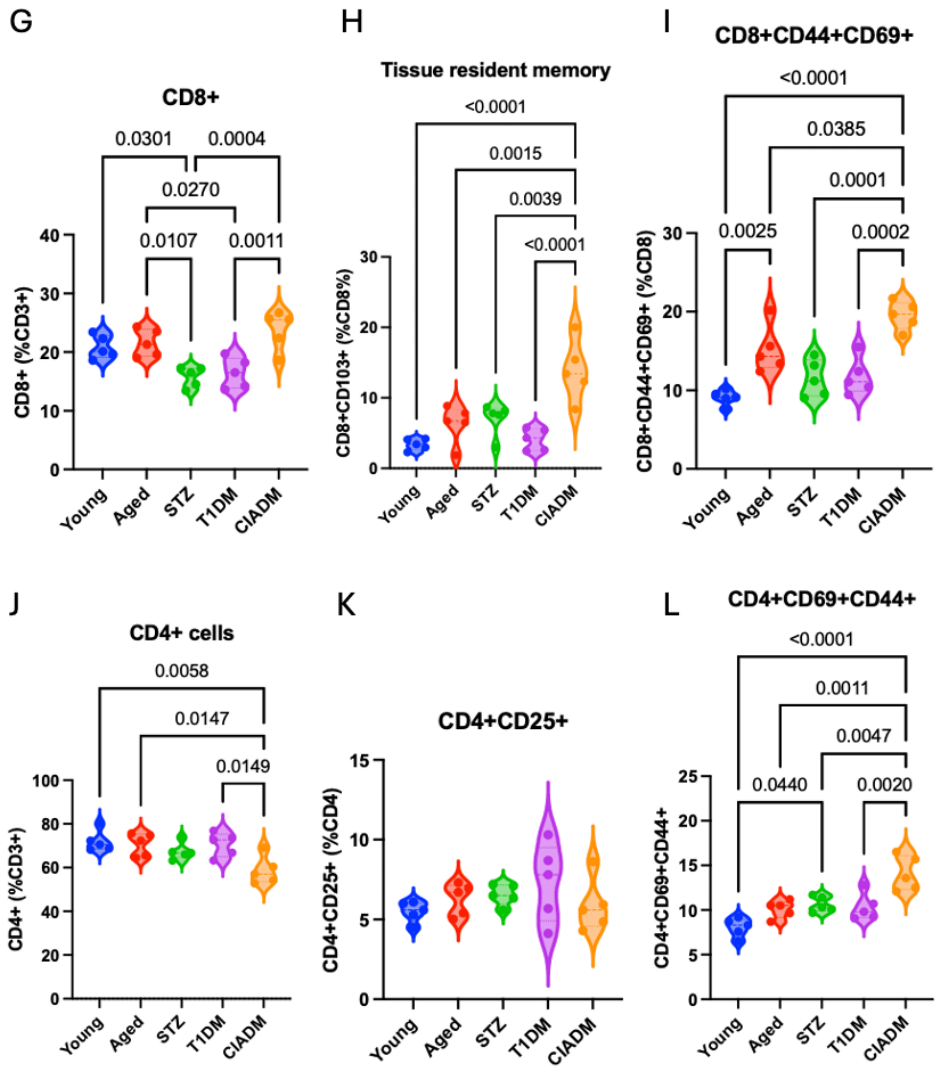 G
CD8+
0.0301
0.0004
0.0270
0.0107
0.0011
CD8+ (%CD3+)
40
30
20
10
0
Young
Aged
STZ
T1DM
CIADM
H
Tissue resident memory
<0.0001
0.0015
0.0039
<0.0001
CD8+CD103+ (%CD8%)
30
20
10
0
Young
Aged
STZ
T1DM
CIADM
I
CD8+CD44+CD69+
<0.0001
0.0385
0.0001
0.0025
0.0002
CD8+CD44+CD69+ (%CD8)
30
20
10
0
Young
Aged
STZ
T1DM
CIADM
J
CD4+ cells
0.0058
0.0147
0.0149
CD4+ (%CD3+)
100
80
60
40
20
0
Young
Aged
STZ
T1DM
CIADM
K
CD4+CD25+
CD4+CD25+ (%CD4)
15
10
5
0
Young
Aged
STZ
T1DM
CIADM
L
CD4+CD69+CD44+
<0.0001
0.0011
0.0047
0.0440
0.0020
CD4+CD69+CD44+
25
20
15
10
5
0
Young
Aged
STZ
T1DM
CIADM